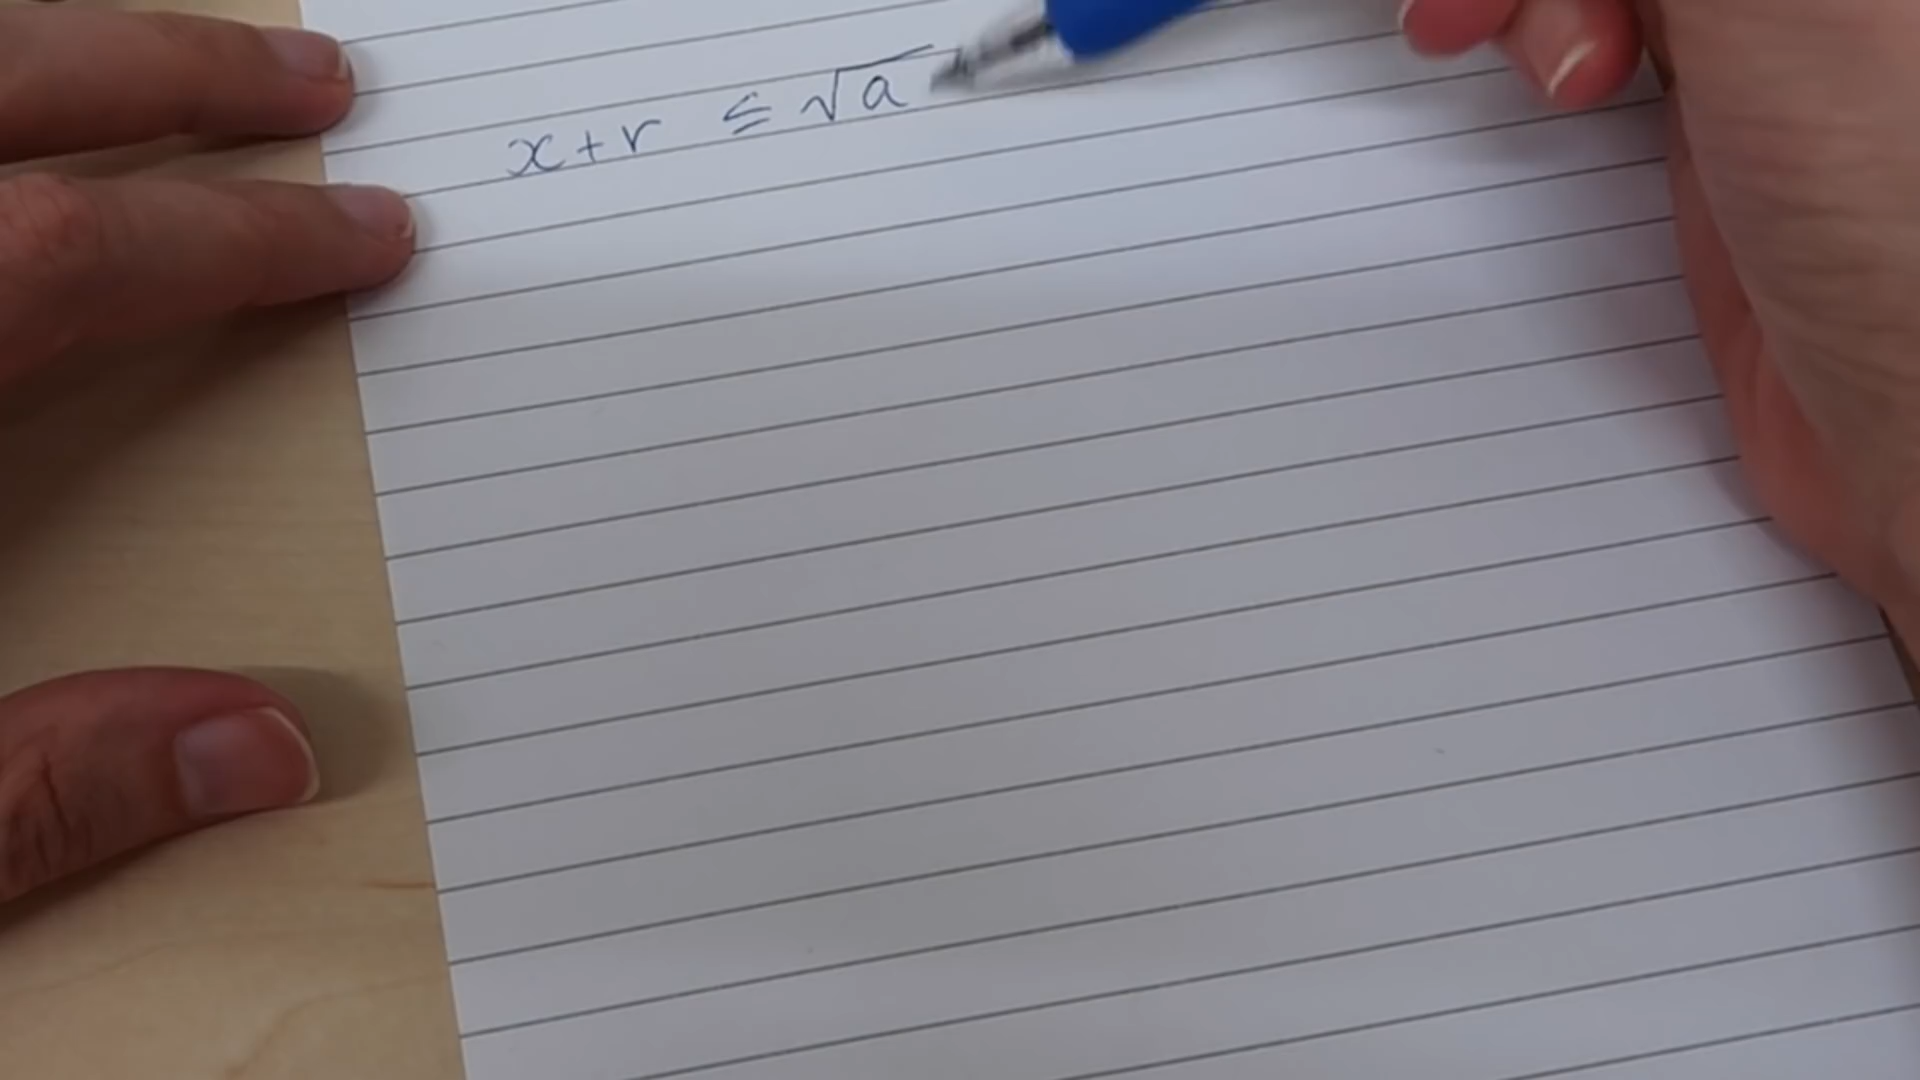 x+r ≤ √a